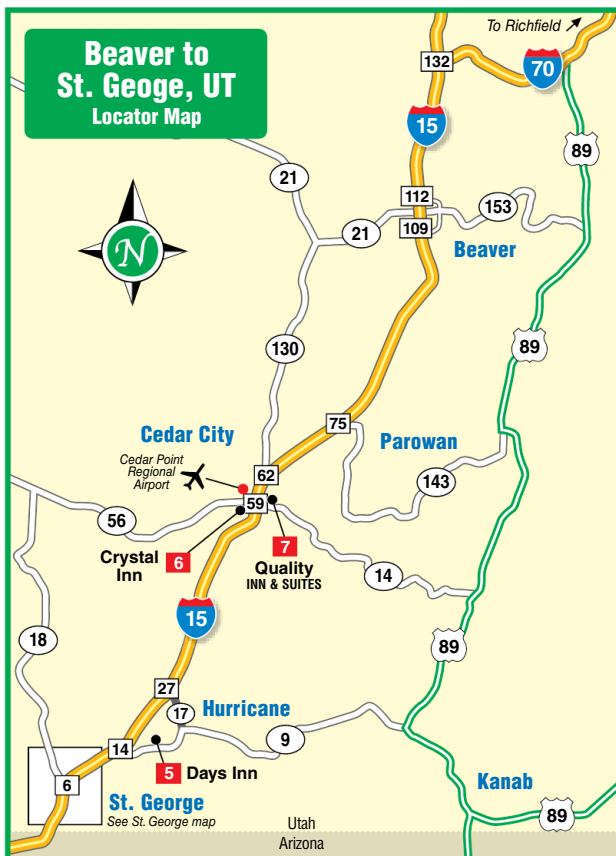 To Richfield
Beaver to
St. Geoge, UT
Locator Map
132
70
15
89
21
112
153
21
109
Beaver
N
89
130
75
Cedar City
Parowan
Cedar Point
Regional
Airport
62
143
59
56
Crystal
Inn
6
7
Quality
INN & SUITES
14
15
18
89
27
17
Hurricane
9
14
5
Days Inn
6
Kanab
St. George
See St. George map
89
Utah
Arizona